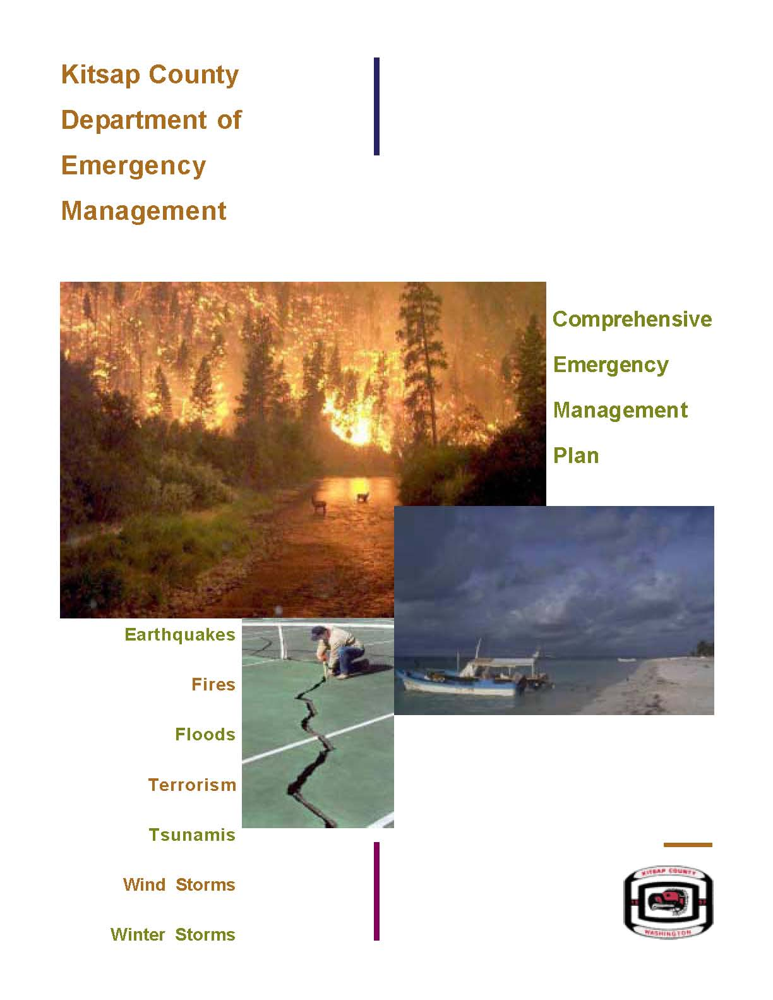 Kitsap County
Department of
Emergency
Management
Comprehensive
Emergency
Management
Plan
Earthquakes
Fires
Floods
Terrorism
Tsunamis
Wind Storms
Winter Storms
KITSAP COUNTY
WASHINGTON